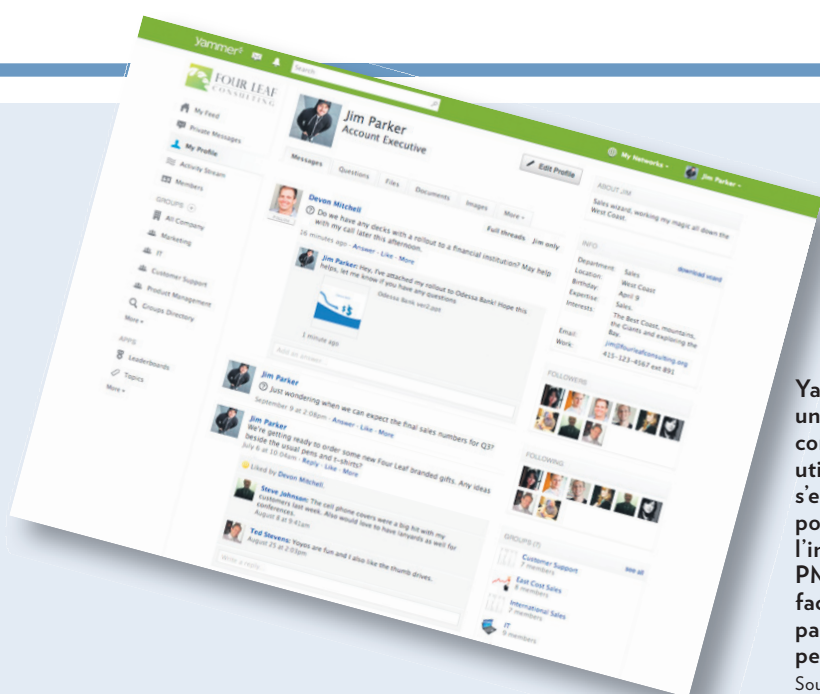 yammer
Search
My Networks
Jim Parker
FOUR LEAF
CONSULTING
My Feed
Private Messages
My Profile
Activity Stream
Members
GROUPS
All Company
Marketing
IT
Customer Support
Product Management
Groups Directory
More
APPS
Leaderboards
Topics
More
Jim Parker
Account Executive
Edit Profile
Messages
Questions
Files
Documents
Images
More
Full threads Jim only
Devon Mitchell
Do we have any decks with a rollout to a financial institution? May help
with my call later this afternoon.
16 minutes ago · Answer · Like · More
Jim Parker: Hey, I've attached my rollout to Odessa Bank! Hope this
helps, let me know if you have any questions
Odessa Bank ver2.ppt
1 minute ago
Add an answer...
Jim Parker
Just wondering when we can expect the final sales numbers for Q3?
September 9 at 2:08pm · Answer · Like · More
Jim Parker
We're getting ready to order some new Four Leaf branded gifts. Any ideas
beside the usual pens and t-shirts?
July 6 at 10:04am · Reply · Like · More
Liked by Devon Mitchell.
Steve Johnson: The cell phone covers were a big hit with my
customers last week. Also would love to have lanyards as well for
conferences.
August 8 at 9:41am
Ted Stevens: Yoyos are fun and I also like the thumb drives.
August 25 at 2:03pm
Write a reply...
ABOUT JIM
Sales wizard, working my magic all down the
West Coast.
INFO
download vcard
Department: Sales
Location: West Coast
Birthday: April 9
Expertise: Sales.
Interests: The Best Coast, mountains,
the Giants and exploring the
Bay.
Email: jim@fourleafconsulting.org
Work: 415-123-4567 ext 891
FOLLOWERS
FOLLOWING
GROUPS (7)
see all
Customer Support
7 members
East Cost Sales
8 members
International Sales
7 members
IT
9 members
Ya
un
co
uti
s'e
po
l'in
PM
fac
pa
pe
Sou